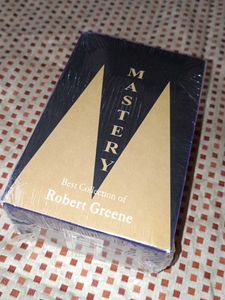 MASTERY
Best Collection of
Robert Greene